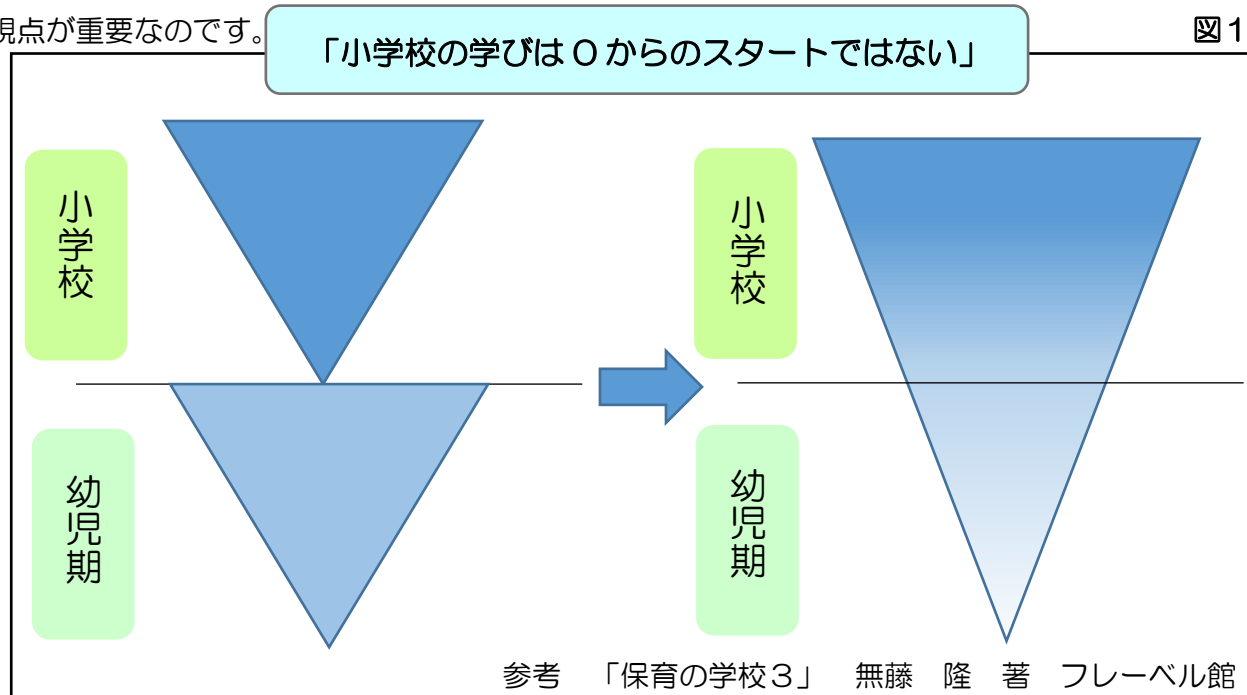 視点が重要なのです。
図1
「小学校の学びは0からのスタートではない」
小学校
幼児期
小学校
幼児期
参考 「保育の学校3」 無藤 隆 著 フレーベル館